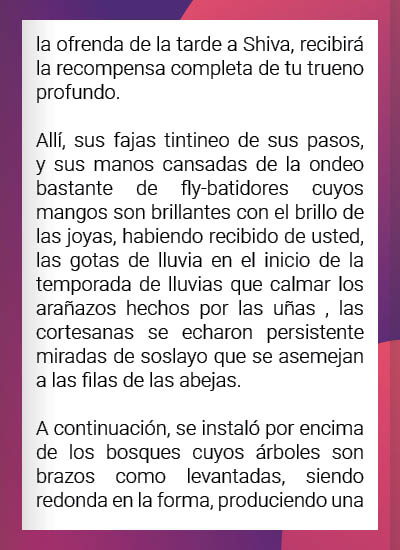 la ofrenda de la tarde a Shiva, recibirá
la recompensa completa de tu trueno
profundo.
Allí, sus fajas tintineo de sus pasos,
y sus manos cansadas de la ondeo
bastante de fly-batidores cuyos
mangos son brillantes con el brillo de
las joyas, habiendo recibido de usted,
las gotas de lluvia en el inicio de la
temporada de lluvias que calmar los
arañazos hechos por las uñas , las
cortesanas se echaron persistente
miradas de soslayo que se asemejan
a las filas de las abejas.
A continuación, se instaló por encima
de los bosques cuyos árboles son
brazos como levantadas, siendo
redonda en la forma, produciendo una